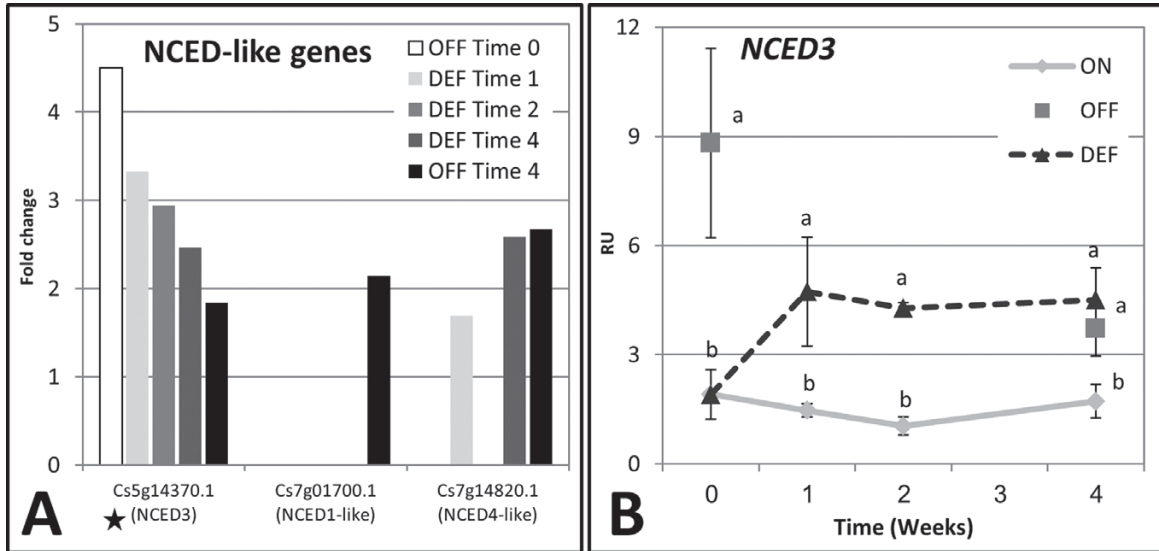 NCED-like genes
OFF Time 0
DEF Time 1
DEF Time 2
DEF Time 4
OFF Time 4
Fold change
5
4
3
2
1
0
Cs5g14370.1
★ (NCED3)
Cs7g01700.1
(NCED1-like)
Cs7g14820.1
(NCED4-like)
A
NCED3
ON
OFF
DEF
RU
12
9
6
3
0
a
a
a
a
a
b
b
b
b
0 1 2 3 4
Time (Weeks)
B